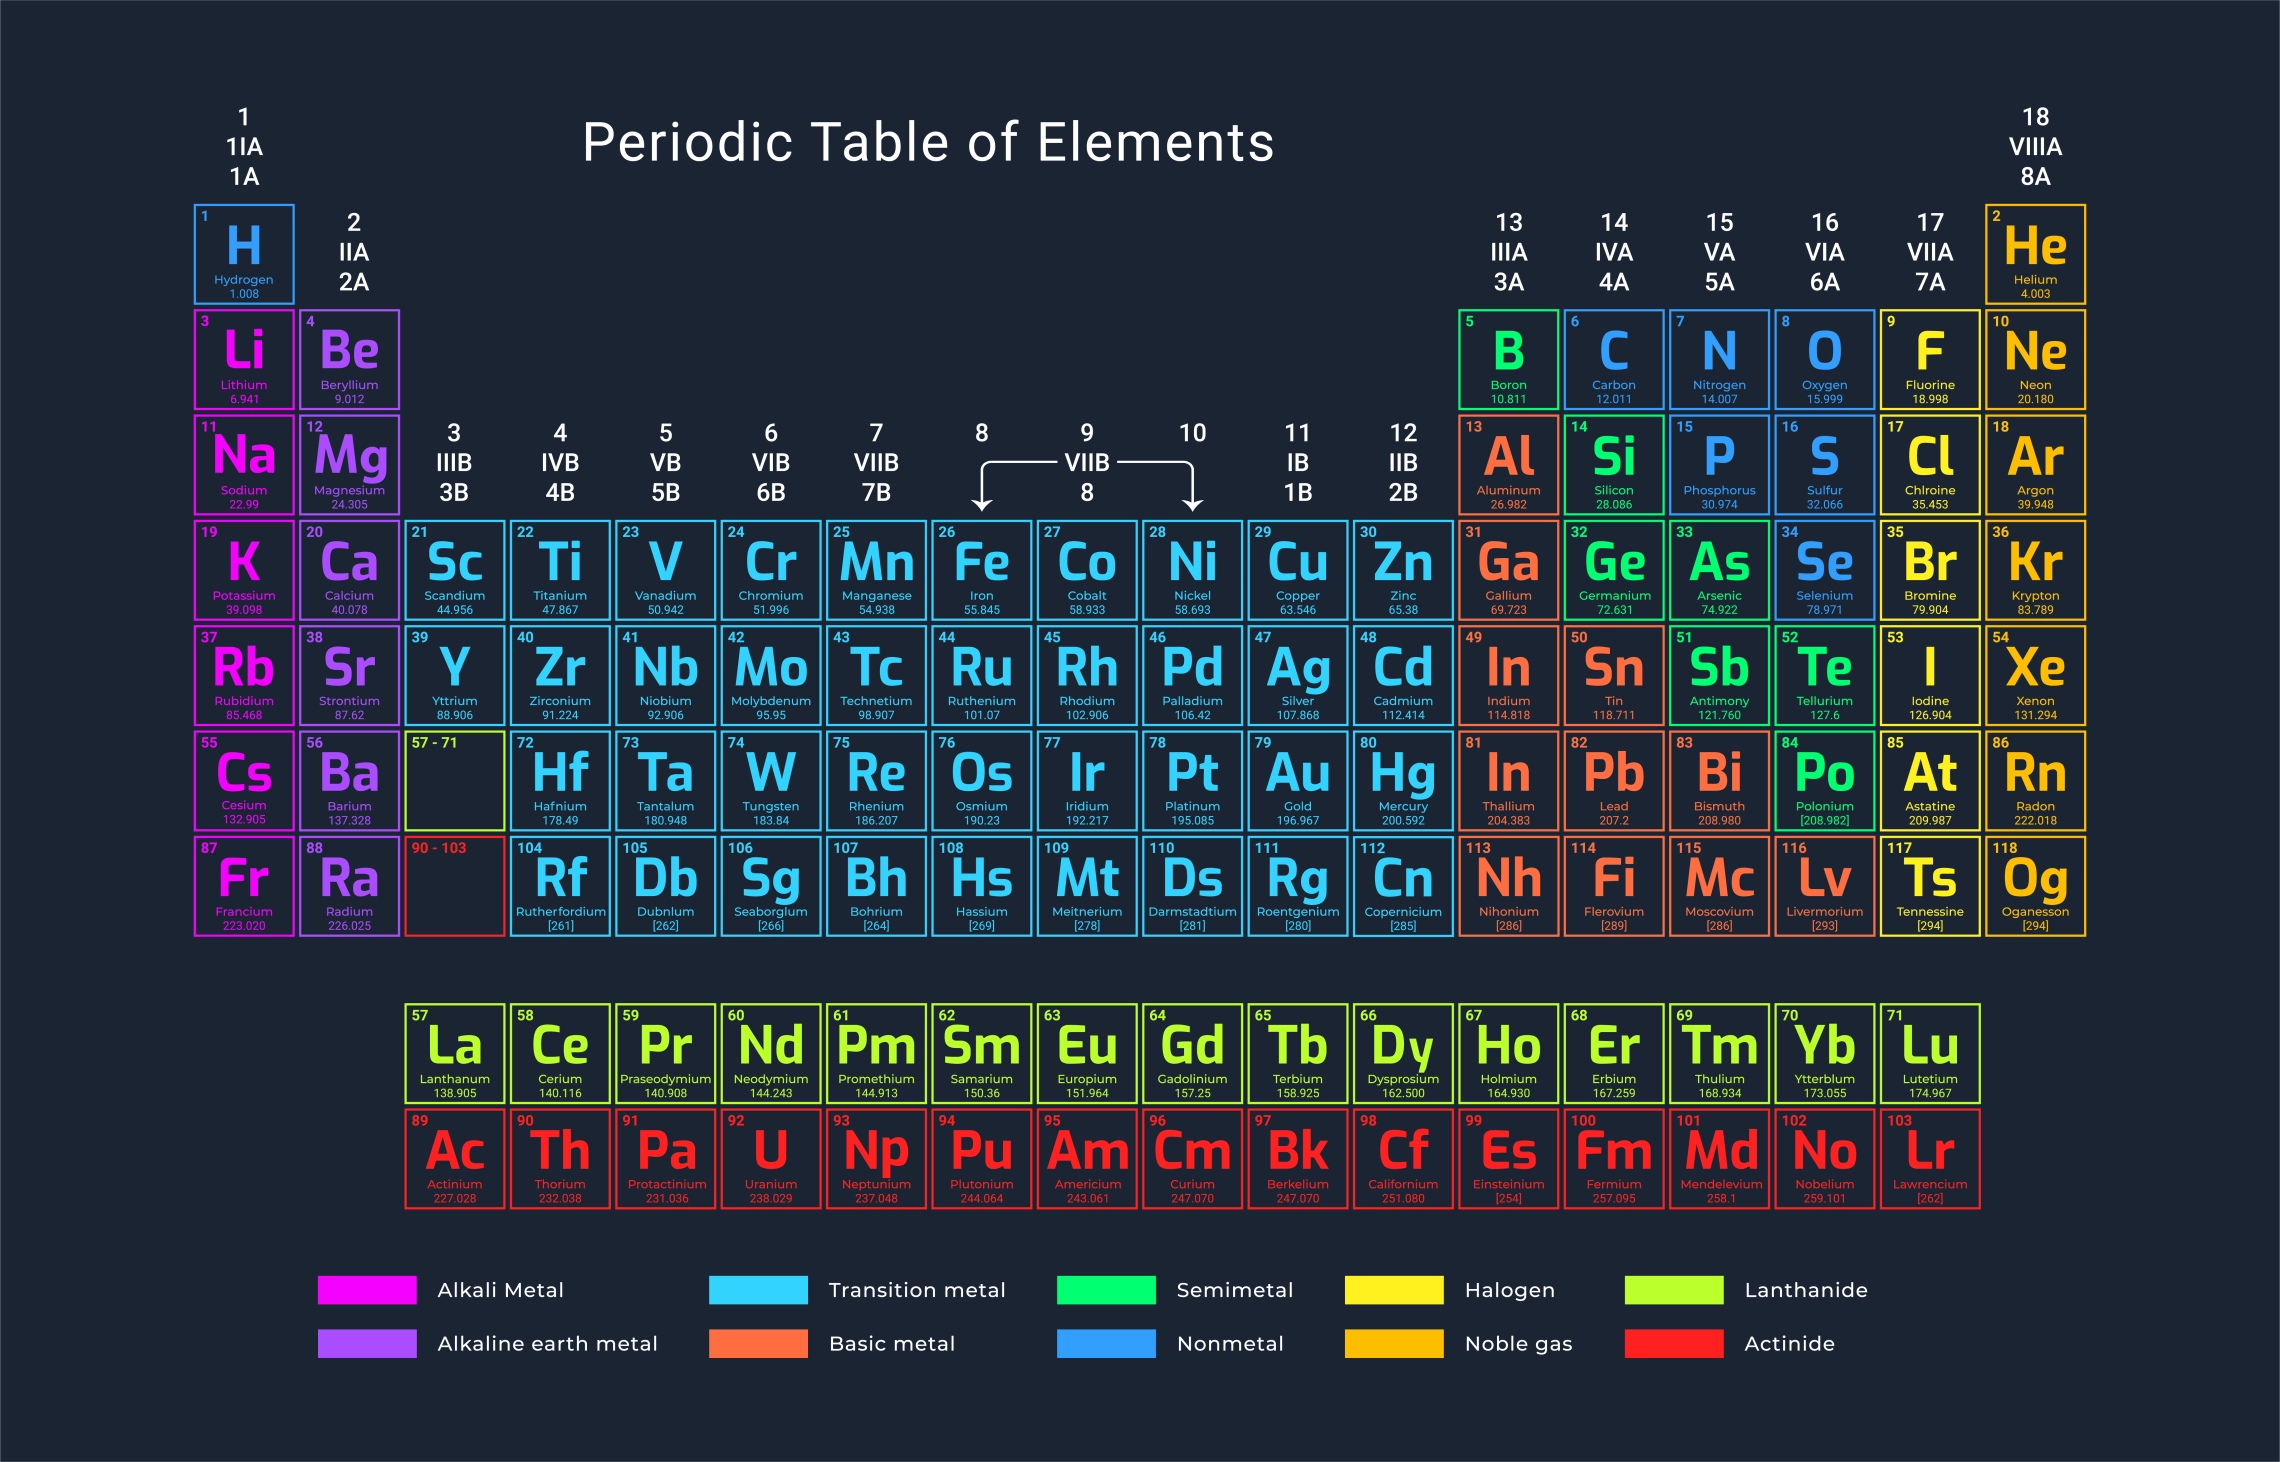 Periodic Table of Elements
1
1IA
1A
18
VIIIA
8A
1
H
Hydrogen
1.008
2
IIA
2A
13
IIIA
3A
14
IVA
4A
15
VA
5A
16
VIA
6A
17
VIIA
7A
2
He
Helium
4.003
3
Li
Lithium
6.941
4
Be
Beryllium
9.012
5
B
Boron
10.811
6
C
Carbon
12.011
7
N
Nitrogen
14.007
8
O
Oxygen
15.999
9
F
Fluorine
18.998
10
Ne
Neon
20.180
11
Na
Sodium
22.99
12
Mg
Magnesium
24.305
3
IIIB
3B
4
IVB
4B
5
VB
5B
6
VIB
6B
7
VIIB
7B
8
9
VIIB
8
10
11
IB
1B
12
IIB
2B
13
Al
Aluminum
26.982
14
Si
Silicon
28.086
15
P
Phosphorus
30.974
16
S
Sulfur
32.066
17
Cl
Chlroine
35.453
18
Ar
Argon
39.948
19
K
Potassium
39.098
20
Ca
Calcium
40.078
21
Sc
Scandium
44.956
22
Ti
Titanium
47.867
23
V
Vanadium
50.942
24
Cr
Chromium
51.996
25
Mn
Manganese
54.938
26
Fe
Iron
55.845
27
Co
Cobalt
58.933
28
Ni
Nickel
58.693
29
Cu
Copper
63.546
30
Zn
Zinc
65.38
31
Ga
Gallium
69.723
32
Ge
Germanium
72.631
33
As
Arsenic
74.922
34
Se
Selenium
78.971
35
Br
Bromine
79.904
36
Kr
Krypton
83.789
37
Rb
Rubidium
85.468
38
Sr
Strontium
87.62
39
Y
Yttrium
88.906
40
Zr
Zirconium
91.224
41
Nb
Niobium
92.906
42
Mo
Molybdenum
95.95
43
Tc
Technetium
98.907
44
Ru
Ruthenium
101.07
45
Rh
Rhodium
102.906
46
Pd
Palladium
106.42
47
Ag
Silver
107.868
48
Cd
Cadmium
112.414
49
In
Indium
114.818
50
Sn
Tin
118.711
51
Sb
Antimony
121.760
52
Te
Tellurium
127.6
53
I
Iodine
126.904
54
Xe
Xenon
131.294
55
Cs
Cesium
132.905
56
Ba
Barium
137.328
57 - 71
72
Hf
Hafnium
178.49
73
Ta
Tantalum
180.948
74
W
Tungsten
183.84
75
Re
Rhenium
186.207
76
Os
Osmium
190.23
77
Ir
Iridium
192.217
78
Pt
Platinum
195.085
79
Au
Gold
196.967
80
Hg
Mercury
200.592
81
In
Thallium
204.383
82
Pb
Lead
207.2
83
Bi
Bismuth
208.980
84
Po
Polonium
[208.982]
85
At
Astatine
209.987
86
Rn
Radon
222.018
87
Fr
Francium
223.020
88
Ra
Radium
226.025
90 - 103
104
Rf
Rutherfordium
[261]
105
Db
Dubnlum
[262]
106
Sg
Seaborglum
[266]
107
Bh
Bohrium
[264]
108
Hs
Hassium
[269]
109
Mt
Meitnerium
[278]
110
Ds
Darmstadtium
[281]
111
Rg
Roentgenium
[280]
112
Cn
Copernicium
[285]
113
Nh
Nihonium
[286]
114
Fi
Flerovium
[289]
115
Mc
Moscovium
[286]
116
Lv
Livermorium
[293]
117
Ts
Tennessine
[294]
118
Og
Oganesson
[294]
57
La
Lanthanum
138.905
58
Ce
Cerium
140.116
59
Pr
Praseodymium
140.908
60
Nd
Neodymium
144.243
61
Pm
Promethium
144.913
62
Sm
Samarium
150.36
63
Eu
Europium
151.964
64
Gd
Gadolinium
157.25
65
Tb
Terbium
158.925
66
Dy
Dysprosium
162.500
67
Ho
Holmium
164.930
68
Er
Erbium
167.259
69
Tm
Thulium
168.934
70
Yb
Ytterblum
173.055
71
Lu
Lutetium
174.967
89
Ac
Actinium
227.028
90
Th
Thorium
232.038
91
Pa
Protactinium
231.036
92
U
Uranium
238.029
93
Np
Neptunium
237.048
94
Pu
Plutonium
244.064
95
Am
Americium
243.061
96
Cm
Curium
247.070
97
Bk
Berkelium
247.070
98
Cf
Californium
251.080
99
Es
Einsteinium
[254]
100
Fm
Fermium
257.095
101
Md
Mendelevium
258.1
102
No
Nobelium
259.101
103
Lr
Lawrencium
[262]
Alkali Metal
Transition metal
Semimetal
Halogen
Lanthanide
Alkaline earth metal
Basic metal
Nonmetal
Noble gas
Actinide